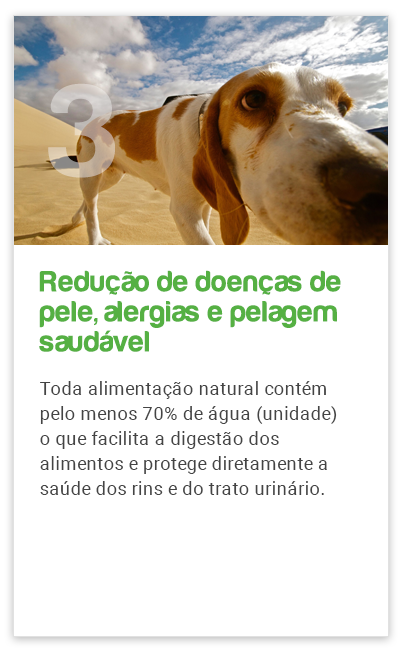 3
Redução de doenças de
pele, alergias e pelagem
saudável
Toda alimentação natural contém
pelo menos 70% de água (unidade)
o que facilita a digestão dos
alimentos e protege diretamente a
saúde dos rins e do trato urinário.